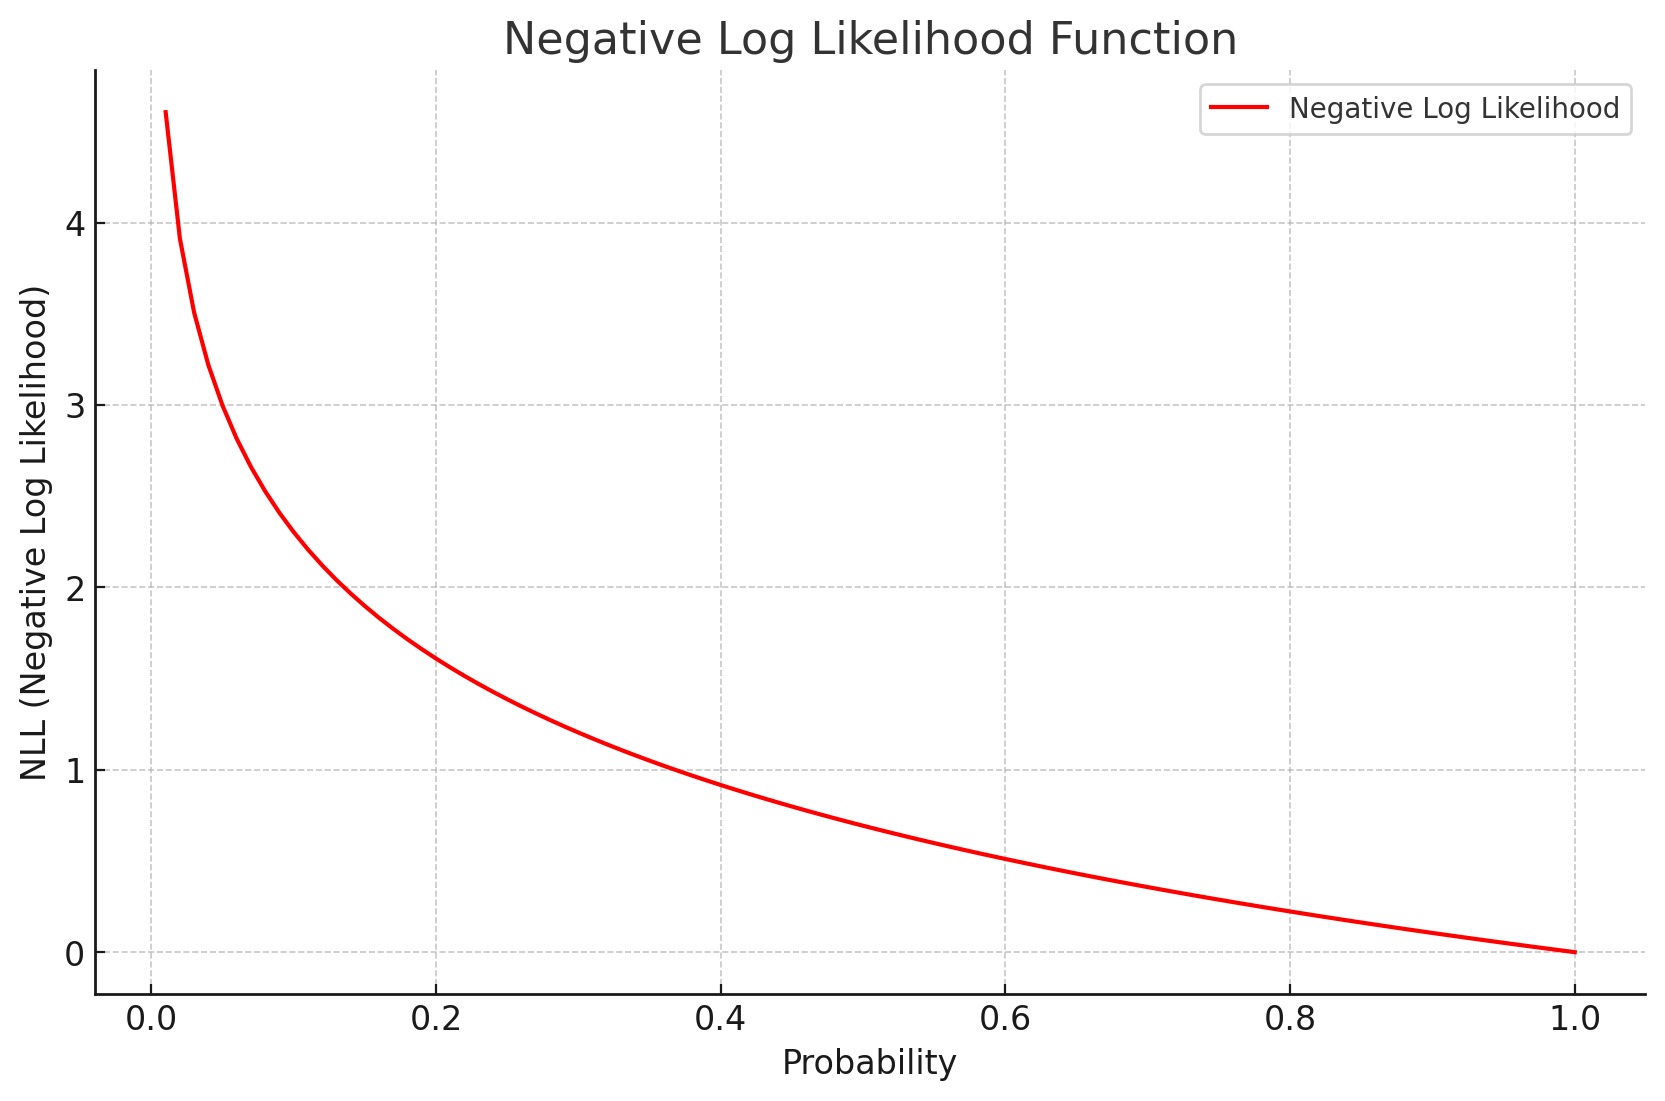 Negative Log Likelihood Function
Negative Log Likelihood
NLL (Negative Log Likelihood)
4
3
2
1
0
0.0 0.2 0.4 0.6 0.8 1.0
Probability